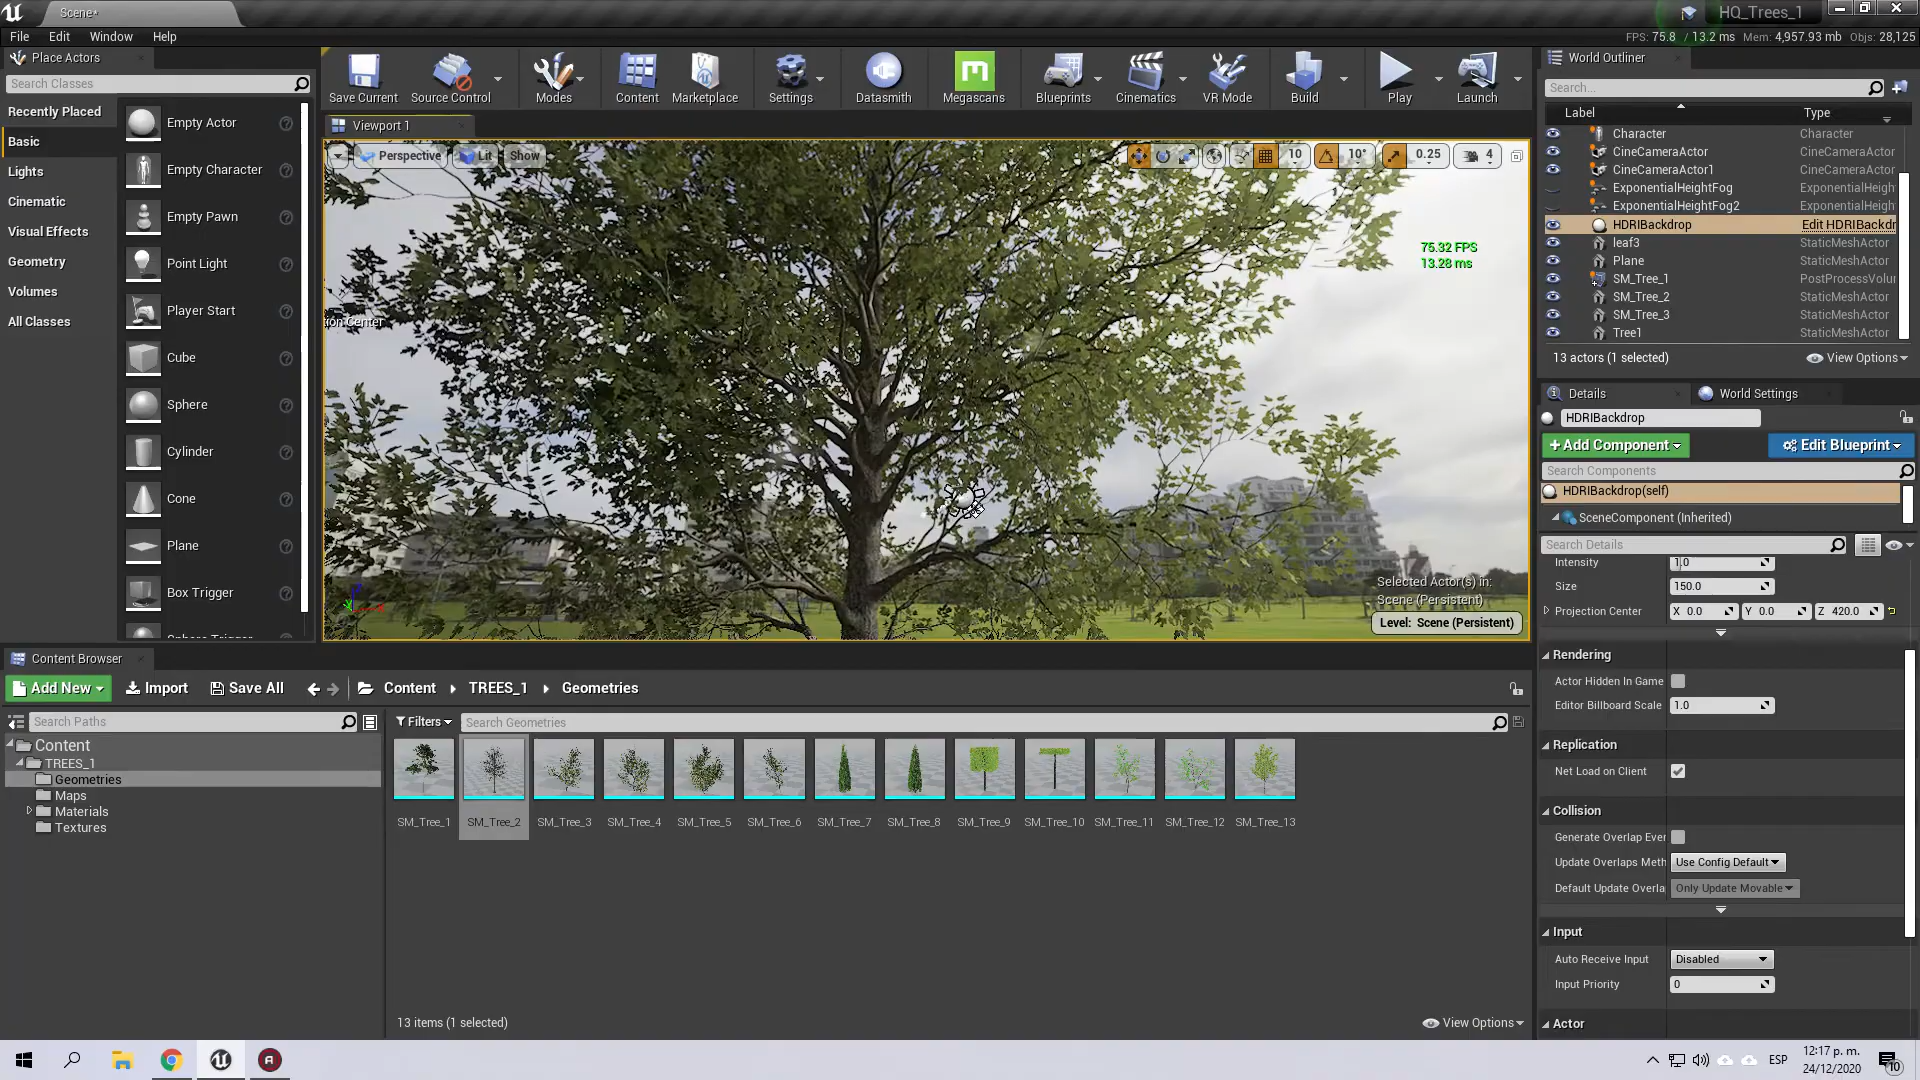 Scene*
HQ_Trees_1
File Edit Window Help
FPS: 75.8 / 13.2 ms Mem: 4,957.93 mb Objs: 28,125
Place Actors
Search Classes
Recently Placed
Basic
Lights
Cinematic
Visual Effects
Geometry
Volumes
All Classes
Empty Actor
Empty Character
Empty Pawn
Point Light
Player Start
Cube
Sphere
Cylinder
Cone
Plane
Box Trigger
Sphere Trigger
Save Current Source Control Modes Content Marketplace Settings Datasmith Megascans Blueprints Cinematics VR Mode Build Play Launch
Viewport 1
Perspective Lit Show 10 10° 0.25 4
75.32 FPS
13.28 ms
tion Center
Selected Actor(s) in:
Scene (Persistent)
Level: Scene (Persistent)
World Outliner
Search...
Label Type
Character Character
CineCameraActor CineCameraActor
CineCameraActor1 CineCameraActor
ExponentialHeightFog ExponentialHeigh
ExponentialHeightFog2 ExponentialHeigh
HDRIBackdrop Edit HDRIBackdr
leaf3 StaticMeshActor
Plane StaticMeshActor
SM_Tree_1 PostProcessVolu
SM_Tree_2 StaticMeshActor
SM_Tree_3 StaticMeshActor
Tree1 StaticMeshActor
13 actors (1 selected) View Options
Details World Settings
HDRIBackdrop
+Add Component Edit Blueprint
Search Components
HDRIBackdrop(self)
SceneComponent (Inherited)
Search Details
Intensity 1.0
Size 150.0
Projection Center X 0.0 Y 0.0 Z 420.0
Rendering
Actor Hidden In Game
Editor Billboard Scale 1.0
Replication
Net Load on Client
Collision
Generate Overlap Ever
Update Overlaps Meth Use Config Default
Default Update Overla Only Update Movable
Input
Auto Receive Input Disabled
Input Priority 0
Actor
Content Browser
Add New Import Save All Content TREES_1 Geometries
Search Paths
Filters Search Geometries
Content
TREES_1
Geometries
Maps
Materials
Textures
SM_Tree_1 SM_Tree_2 SM_Tree_3 SM_Tree_4 SM_Tree_5 SM_Tree_6 SM_Tree_7 SM_Tree_8 SM_Tree_9 SM_Tree_10 SM_Tree_11 SM_Tree_12 SM_Tree_13
13 items (1 selected) View Options
ESP
12:17 p. m.
24/12/2020
10